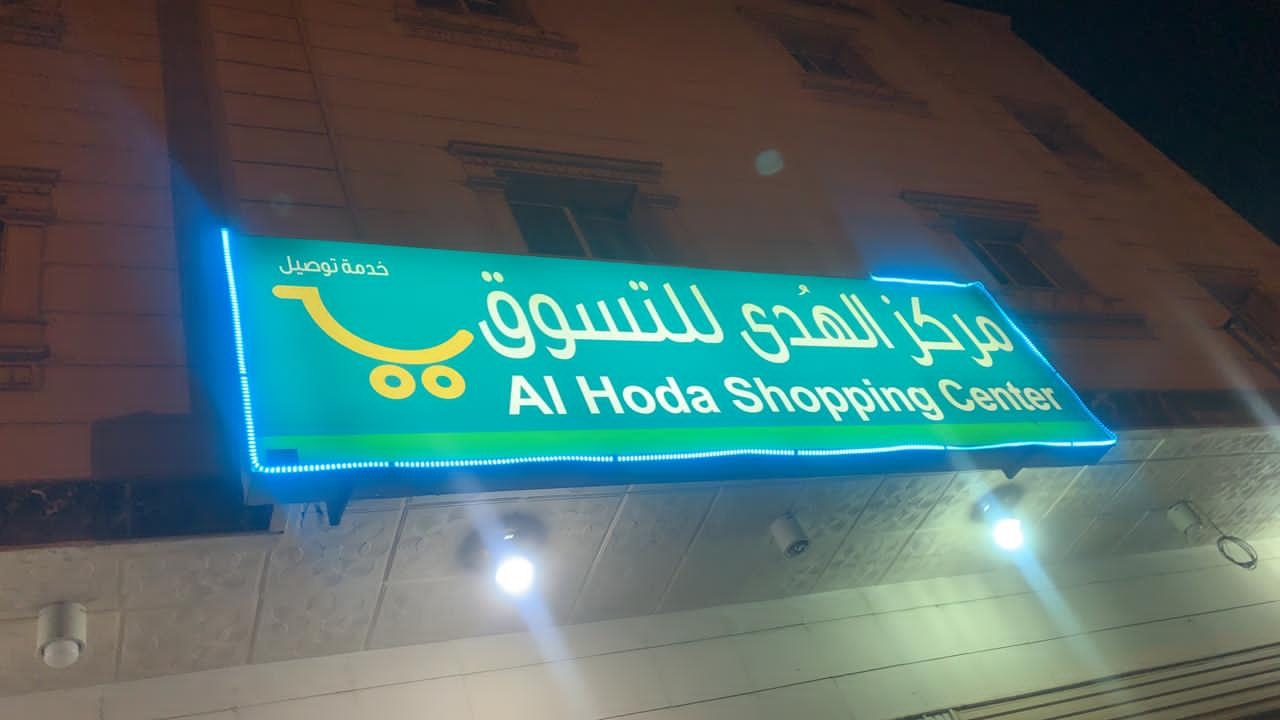 خدمة توصيل
مركز الهُدى للتسوق
Al Hoda Shopping Center